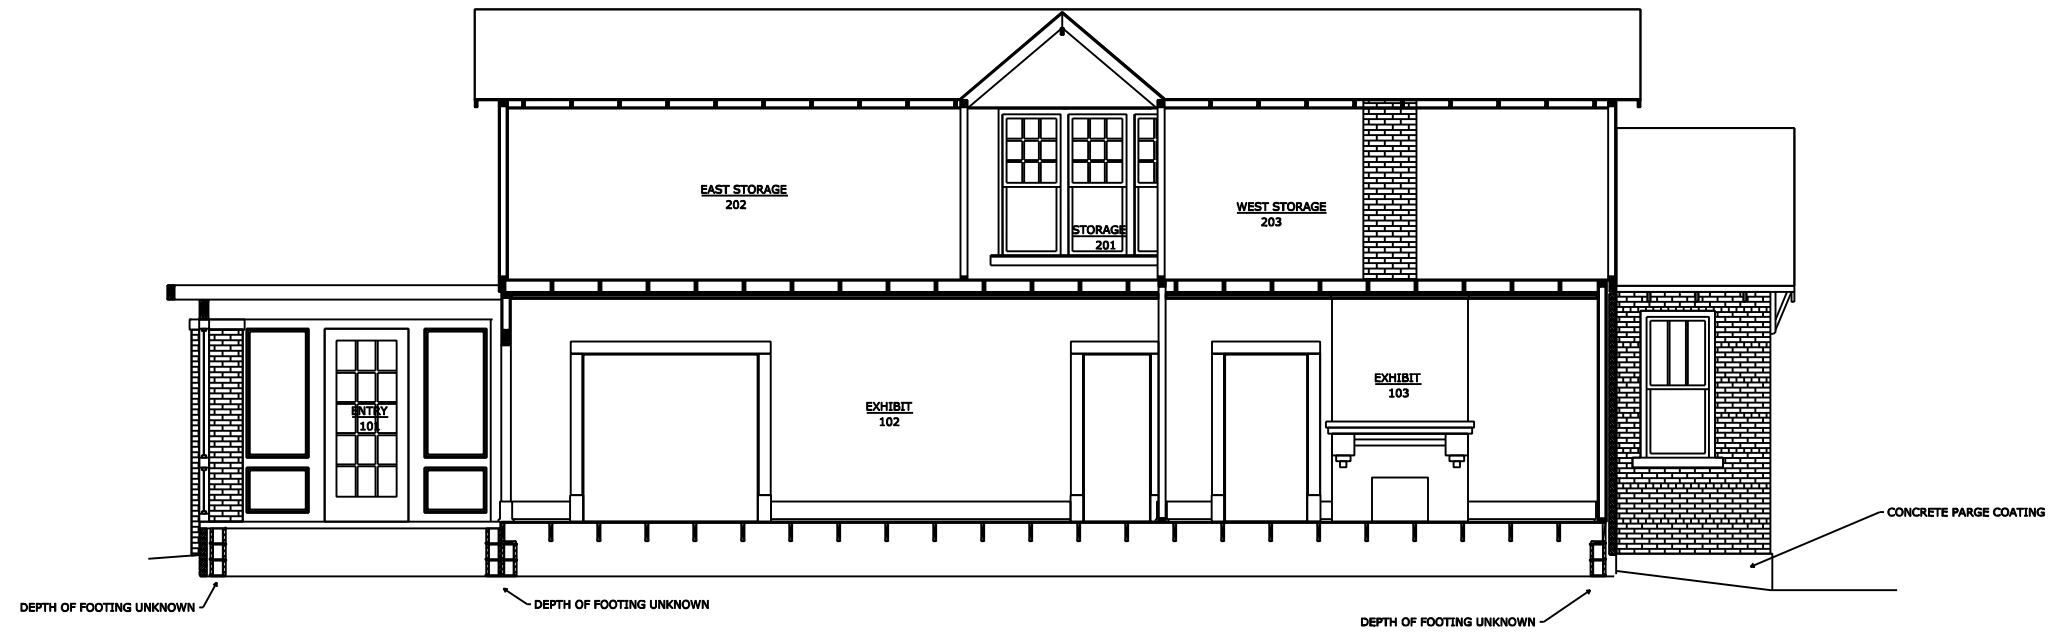 EAST STORAGE
202
WEST STORAGE
203
STORAGE
201
ENTRY
101
EXHIBIT
102
EXHIBIT
103
CONCRETE PARGE COATING
DEPTH OF FOOTING UNKNOWN
DEPTH OF FOOTING UNKNOWN
DEPTH OF FOOTING UNKNOWN